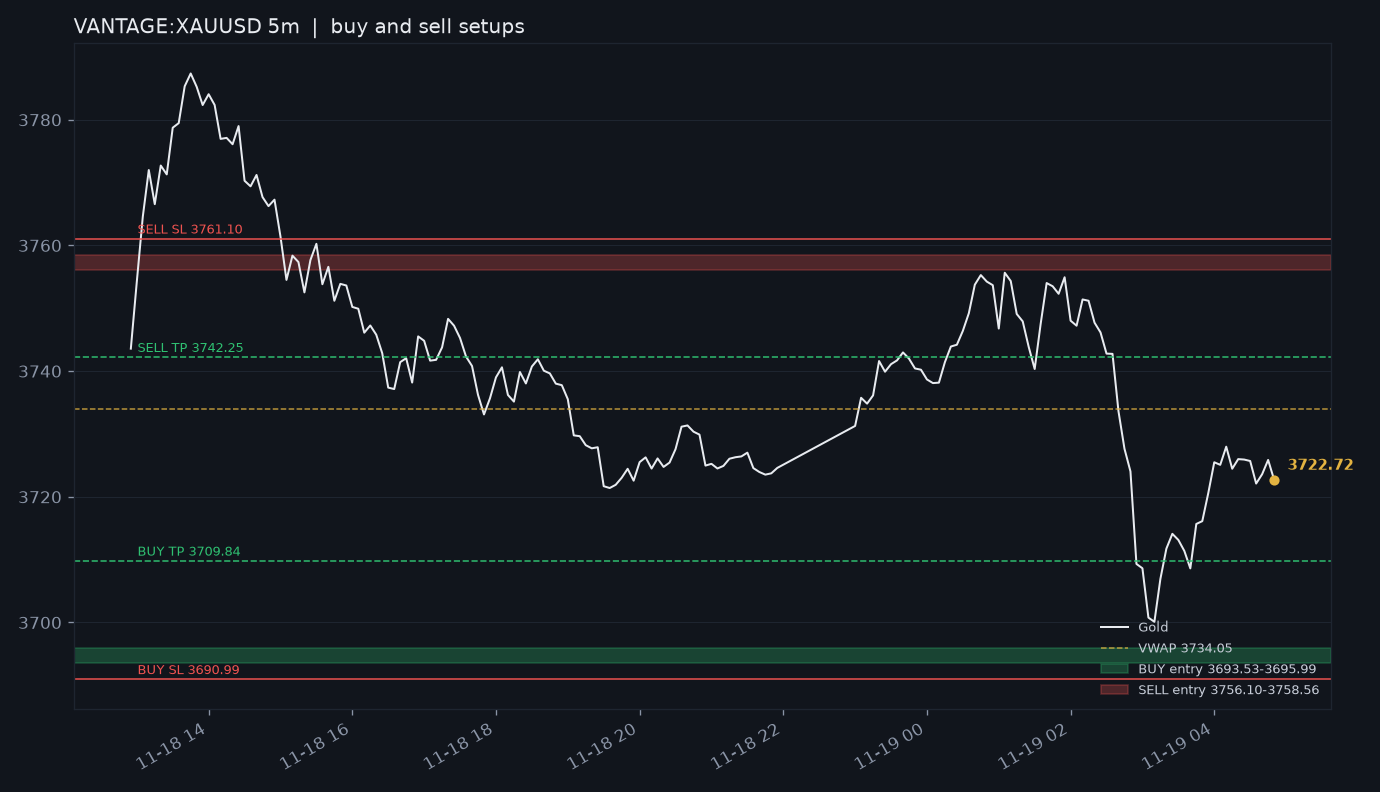 VANTAGE:XAUUSD 5m | buy and sell setups
3780
SELL SL 3761.10
3760
SELL TP 3742.25
3740
3722.72
3720
BUY TP 3709.84
3700
Gold
VWAP 3734.05
BUY entry 3693.53-3695.99
SELL entry 3756.10-3758.56
BUY SL 3690.99
11-18 14
11-18 16
11-18 18
11-18 20
11-18 22
11-19 00
11-19 02
11-19 04